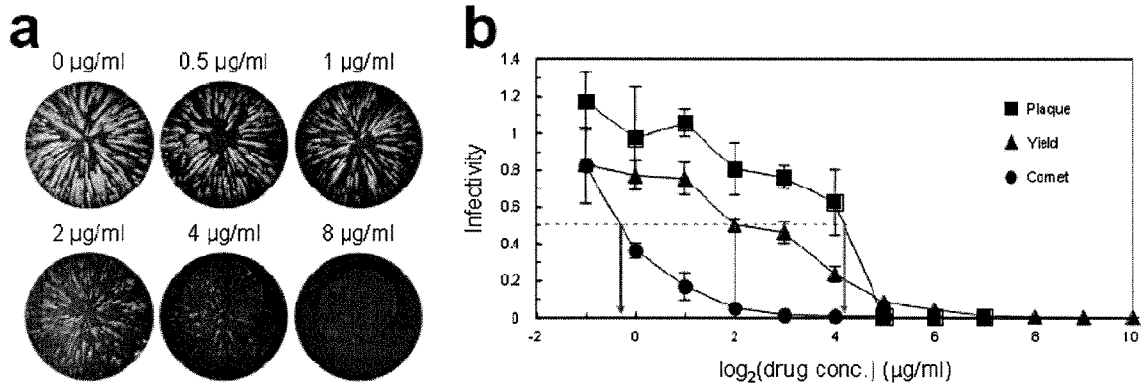 a
0 µg/ml 0.5 µg/ml 1 µg/ml
2 µg/ml 4 µg/ml 8 µg/ml
b
1.4
1.2
1
0.8
0.6
0.4
0.2
0
Infectivity
Plaque
Yield
Comet
-2 0 2 4 6 8 10
log2(drug conc.) (µg/ml)